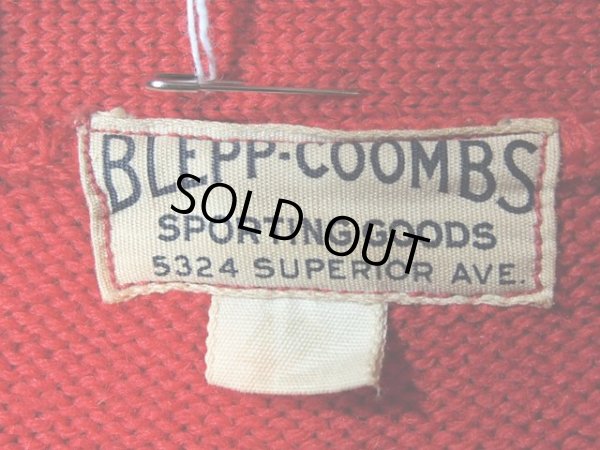 BLEPP-COOMBS
SPORTING GOODS
5324 SUPERIOR AVE.
SOLD OUT